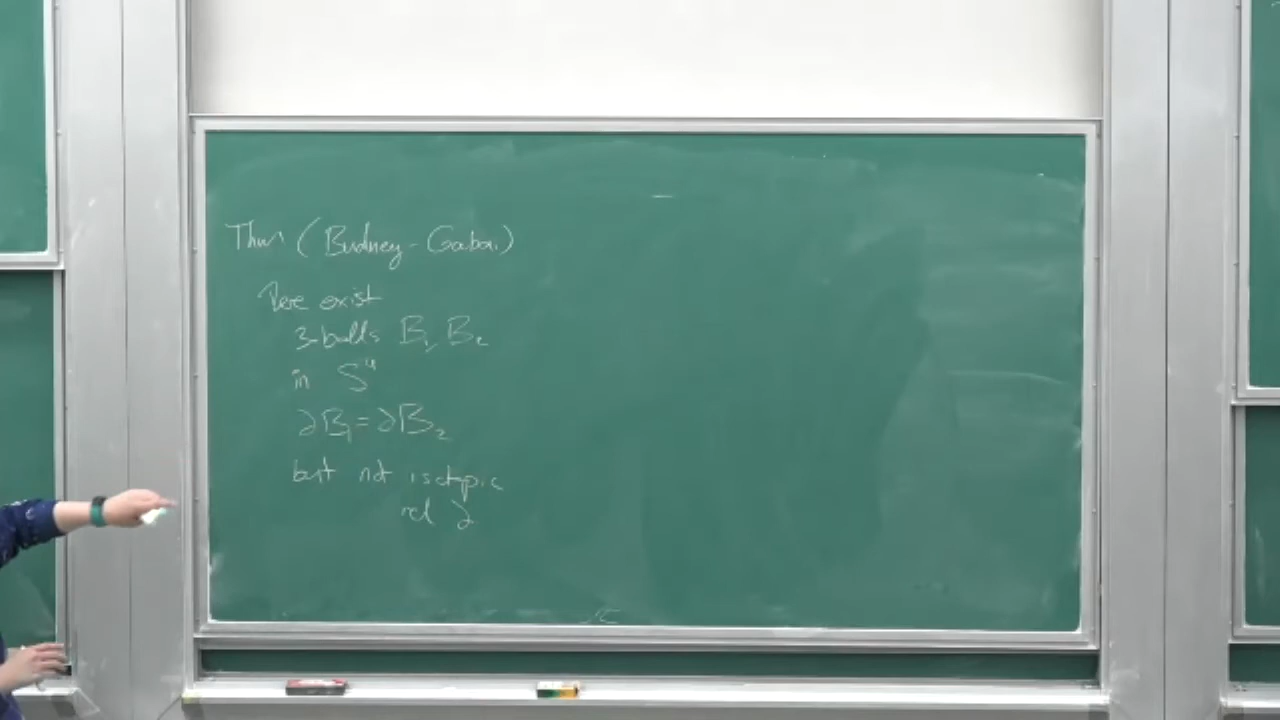 Thm (Budney-Gabai)
There exist
3-balls B₁, B₂
in S⁴
∂B₁=∂B₂
but not isotopic
rel ∂